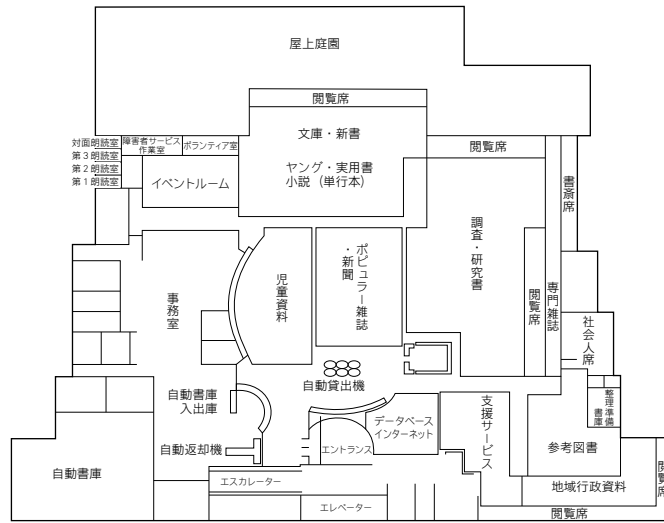 屋上庭園
閲覧席
文庫・新書
ヤング・実用書
小説（単行本）
閲覧席
対面朗読室
第３朗読室
第２朗読室
第１朗読室
障害者サービス
作業室
ボランティア室
イベントルーム
書斎席
調査・研究書
閲覧席
専門雑誌
社会人席
事務室
児童資料
ポピュラー雑誌
・新聞
自動貸出機
自動書庫
入出庫
自動返却機
自動書庫
エントランス
データベース
インターネット
支援サービス
整理準備
書庫
参考図書
地域行政資料
閲覧席
閲覧席
エスカレーター
エレベーター